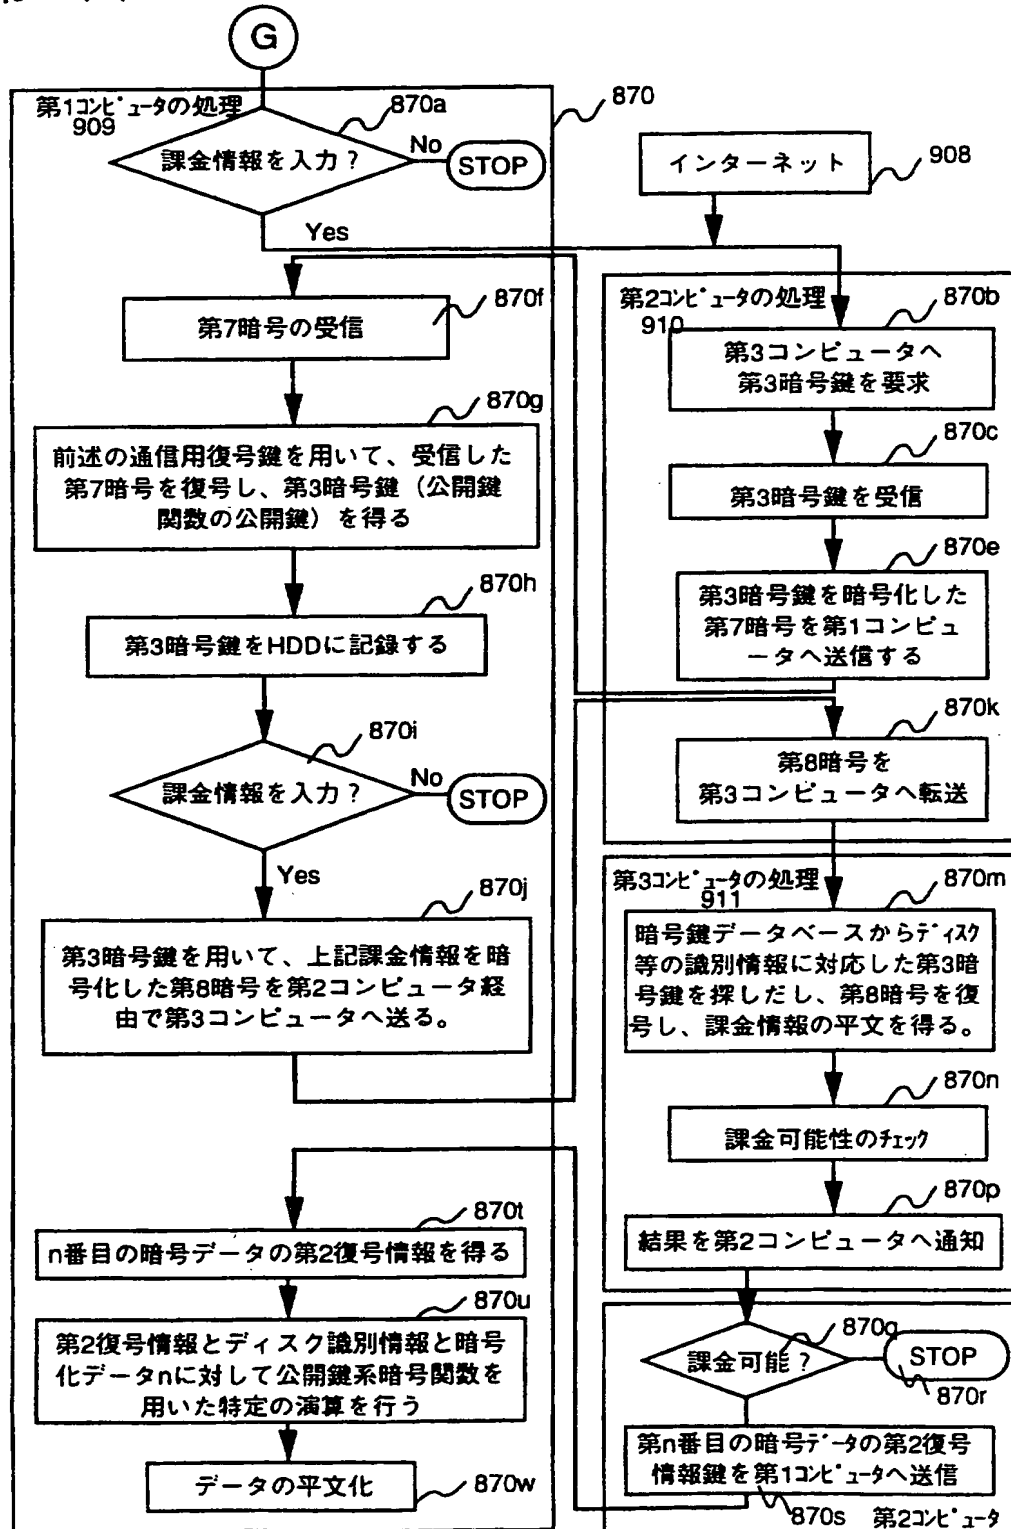 G
第1コンピュータの処理
909
870a
870
課金情報を入力？
No
STOP
Yes
インターネット
908
870f
第7暗号の受信
870g
前述の通信用復号鍵を用いて、受信した
第7暗号を復号し、第3暗号鍵（公開鍵
関数の公開鍵）を得る
870h
第3暗号鍵をHDDに記録する
870i
課金情報を入力？
No
STOP
Yes
870j
第3暗号鍵を用いて、上記課金情報を暗
号化した第8暗号を第2コンピュータ経
由で第3コンピュータへ送る。
第2コンピュータの処理
910
870b
第3コンピュータへ
第3暗号鍵を要求
870c
第3暗号鍵を受信
870e
第3暗号鍵を暗号化した
第7暗号を第1コンピュ
ータへ送信する
870k
第8暗号を
第3コンピュータへ転送
第3コンピュータの処理
911
870m
暗号鍵データベースからディスク
等の識別情報に対応した第3暗
号鍵を探しだし、第8暗号を復
号し、課金情報の平文を得る。
870n
課金可能性のチェック
870p
結果を第2コンピュータへ通知
870q
課金可能？
STOP
870r
第n番目の暗号データの第2復号
情報鍵を第1コンピュータへ送信
870s
第2コンピュータ
870t
n番目の暗号データの第2復号情報を得る
870u
第2復号情報とディスク識別情報と暗号
化データnに対して公開鍵系暗号関数を
用いた特定の演算を行う
データの平文化
870w